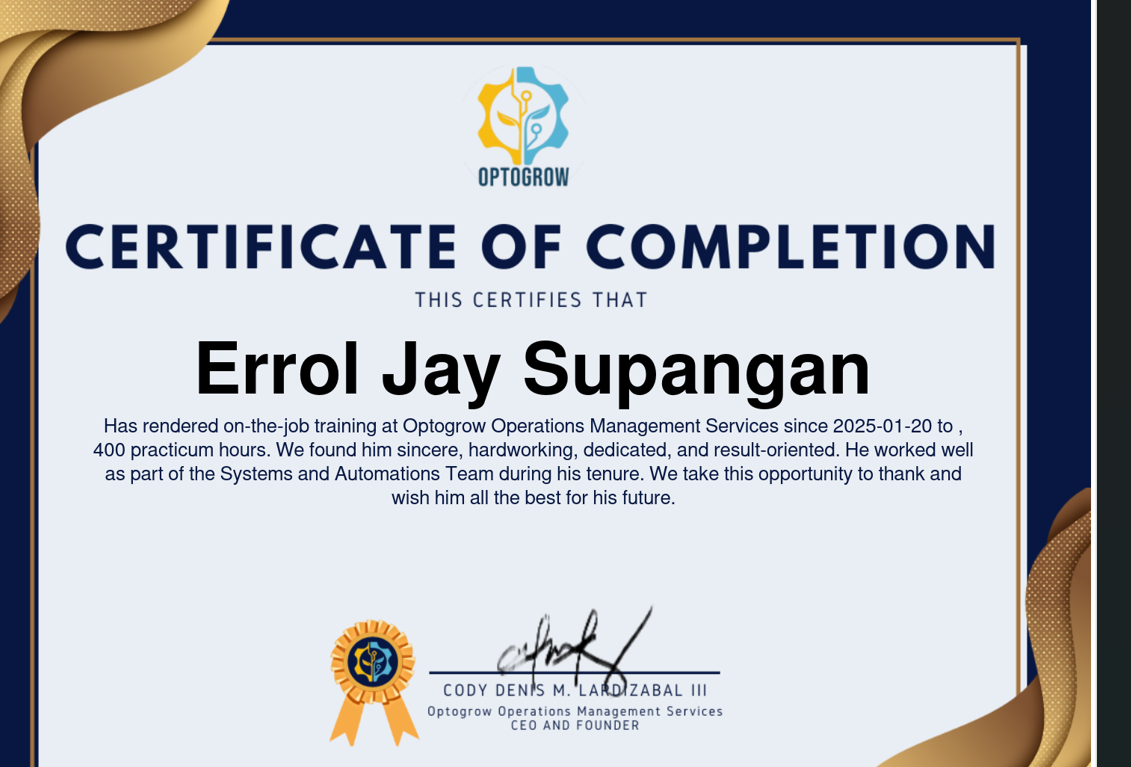 OPTOGROW
CERTIFICATE OF COMPLETION
THIS CERTIFIES THAT
Errol Jay Supangan
Has rendered on-the-job training at Optogrow Operations Management Services since 2025-01-20 to ,
400 practicum hours. We found him sincere, hardworking, dedicated, and result-oriented. He worked well
as part of the Systems and Automations Team during his tenure. We take this opportunity to thank and
wish him all the best for his future.
CODY DENIS M. LARDIZABAL III
Optogrow Operations Management Services
CEO AND FOUNDER